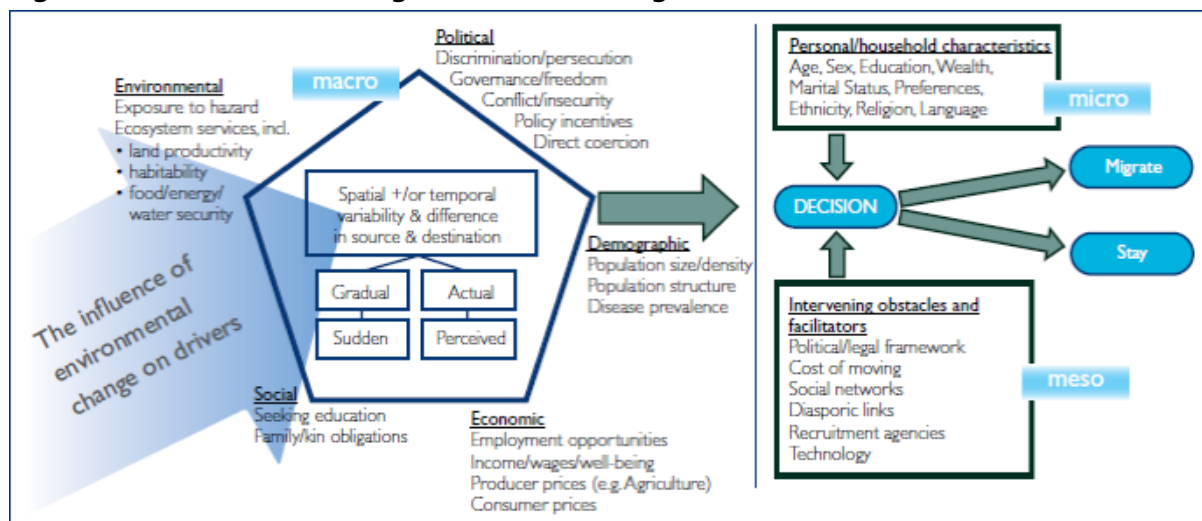 Political
Discrimination/persecution
Governance/freedom
Conflict/insecurity
Policy incentives
Direct coercion
macro
Environmental
Exposure to hazard
Ecosystem services, incl.
• land productivity
• habitability
• food/energy/
water security
The influence of
environmental
change on drivers
Spatial +/or temporal
variability & difference
in source & destination
Gradual
Actual
Sudden
Perceived
Demographic
Population size/density
Population structure
Disease prevalence
Social
Seeking education
Family/kin obligations
Economic
Employment opportunities
Income/wages/well-being
Producer prices (e.g. Agriculture)
Consumer prices
Personal/household characteristics
Age, Sex, Education, Wealth,
Marital Status, Preferences,
Ethnicity, Religion, Language
micro
DECISION
Migrate
Stay
Intervening obstacles and
facilitators
Political/legal framework
Cost of moving
Social networks
Diasporic links
Recruitment agencies
Technology
meso